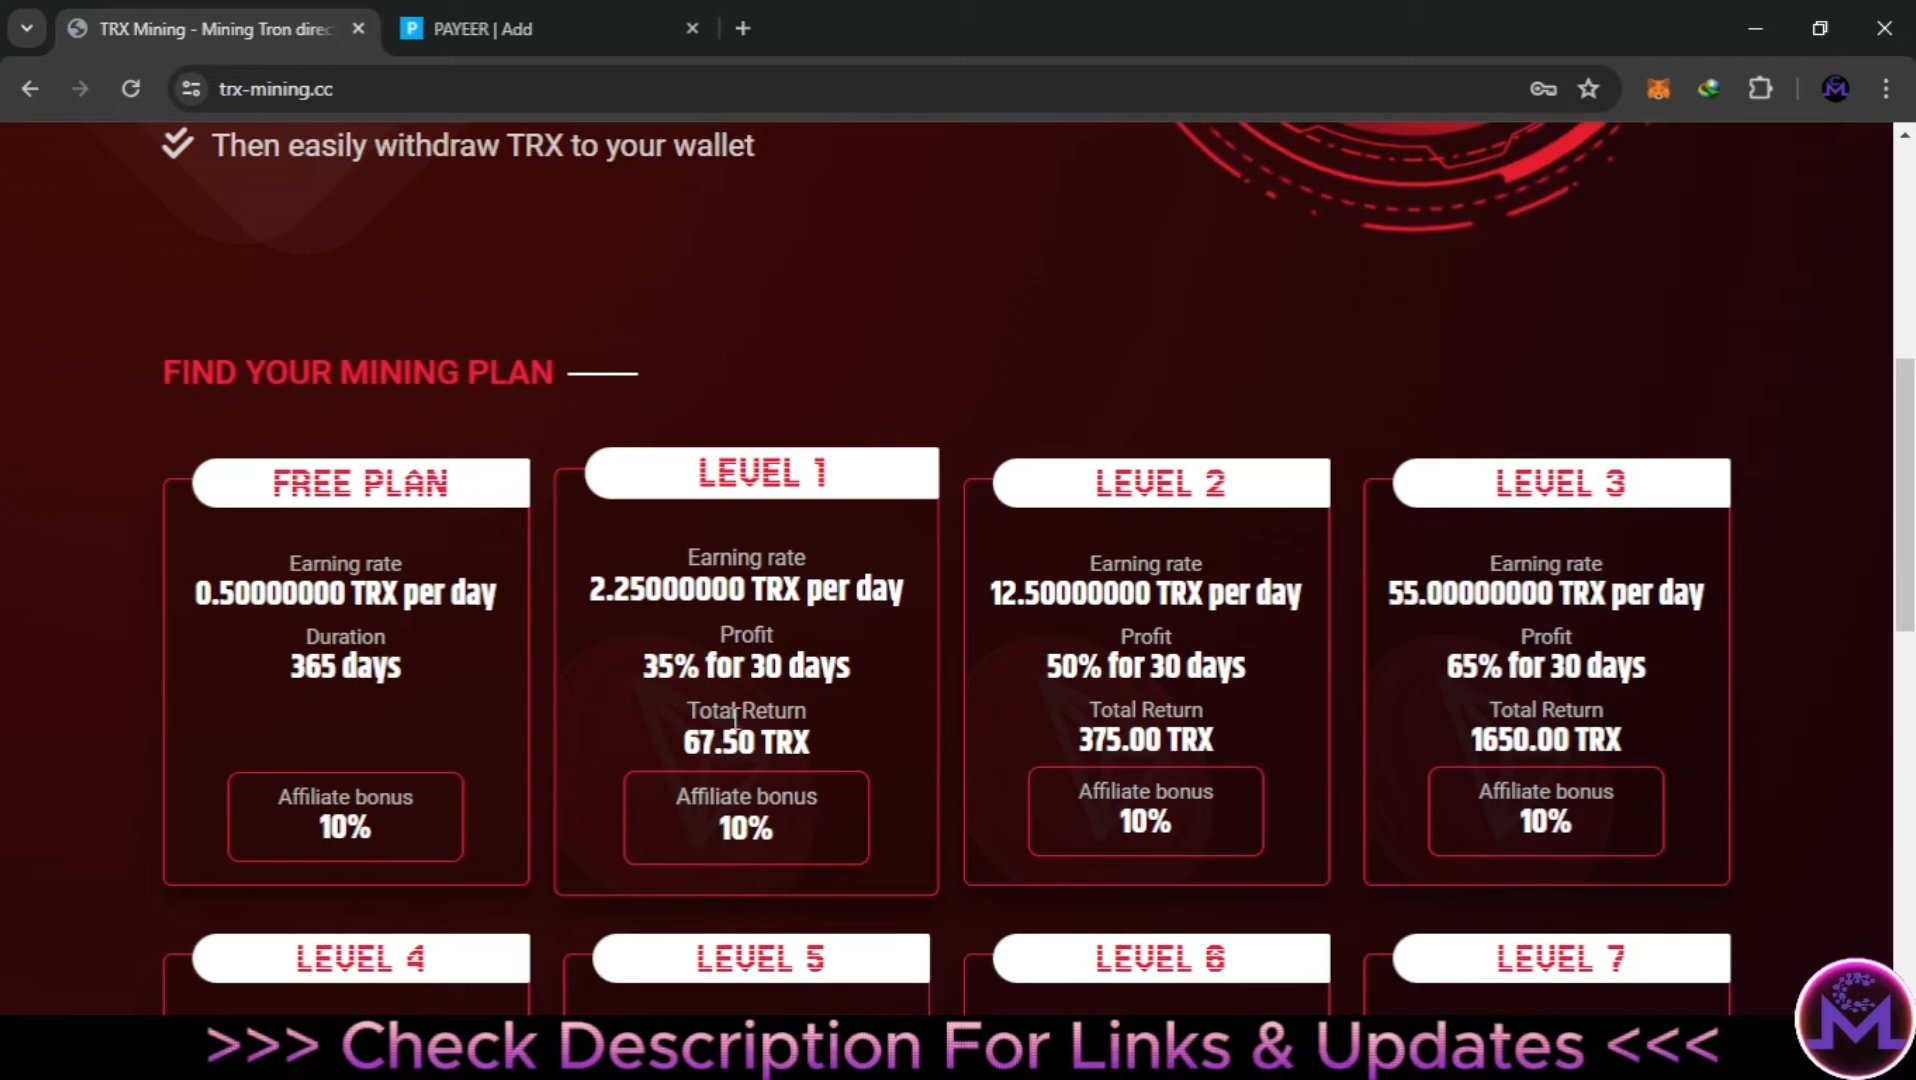 TRX Mining - Mining Tron direc
PAYEER | Add
trx-mining.cc
Then easily withdraw TRX to your wallet
FIND YOUR MINING PLAN
FREE PLAN
Earning rate
0.50000000 TRX per day
Duration
365 days
Affiliate bonus
10%
LEVEL 1
Earning rate
2.25000000 TRX per day
Profit
35% for 30 days
Total Return
67.50 TRX
Affiliate bonus
10%
LEVEL 2
Earning rate
12.50000000 TRX per day
Profit
50% for 30 days
Total Return
375.00 TRX
Affiliate bonus
10%
LEVEL 3
Earning rate
55.00000000 TRX per day
Profit
65% for 30 days
Total Return
1650.00 TRX
Affiliate bonus
10%
LEVEL 4
LEVEL 5
LEVEL 6
LEVEL 7
>>> Check Description For Links & Updates <<<